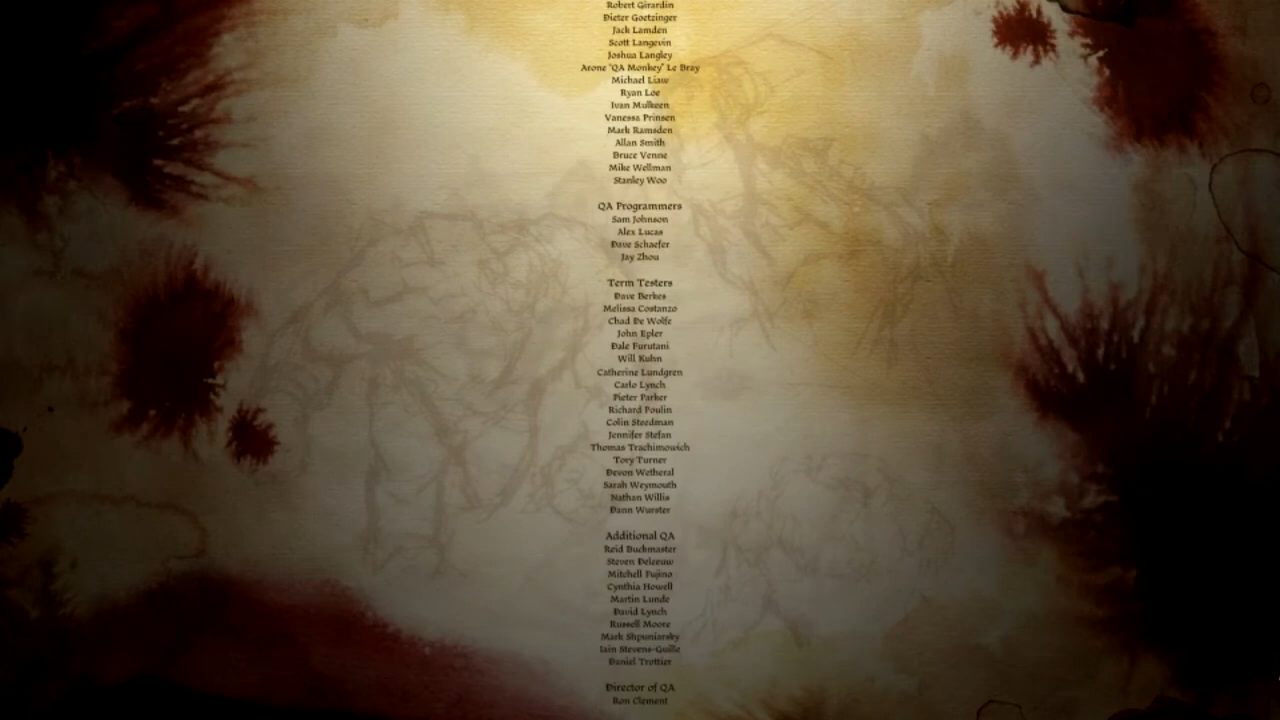 Robert Girardin
Dieter Goetzinger
Jack Lamden
Scott Langevin
Joshua Langley
Arone "QA Monkey" Le Bray
Michael Liaw
Ryan Loe
Ivan Mulkeen
Vanessa Prinsen
Mark Ramsden
Allan Smith
Bruce Venne
Mike Wellman
Stanley Woo
QA Programmers
Sam Johnson
Alex Lucas
Dave Schaefer
Jay Zhou
Term Testers
Dave Berkes
Melissa Costanzo
Chad De Wolfe
John Epler
Dale Furutani
Will Kuhn
Catherine Lundgren
Carlo Lynch
Pieter Parker
Richard Poulin
Colin Steedman
Jennifer Stefan
Thomas Trachimowich
Tory Turner
Devon Wetheral
Sarah Weymouth
Nathan Willis
Dann Wurster
Additional QA
Reid Buckmaster
Steven Deleeuw
Mitchell Fujino
Cynthia Howell
Martin Lunde
David Lynch
Russell Moore
Mark Shpuniarsky
Iain Stevens-Guille
Daniel Trottier
Director of QA
Ron Clement